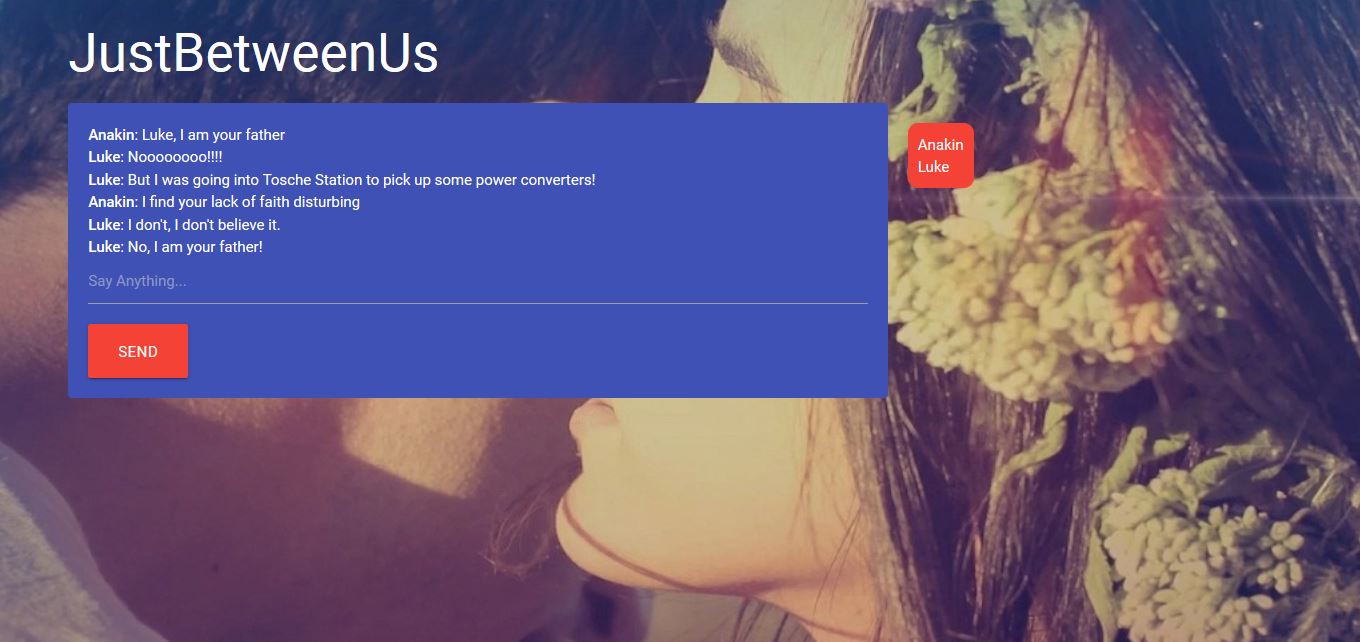 JustBetweenUs
Anakin: Luke, I am your father
Luke: Noooooooo!!!!
Luke: But I was going into Tosche Station to pick up some power converters!
Anakin: I find your lack of faith disturbing
Luke: I don't, I don't believe it.
Luke: No, I am your father!
Say Anything...
SEND
Anakin
Luke